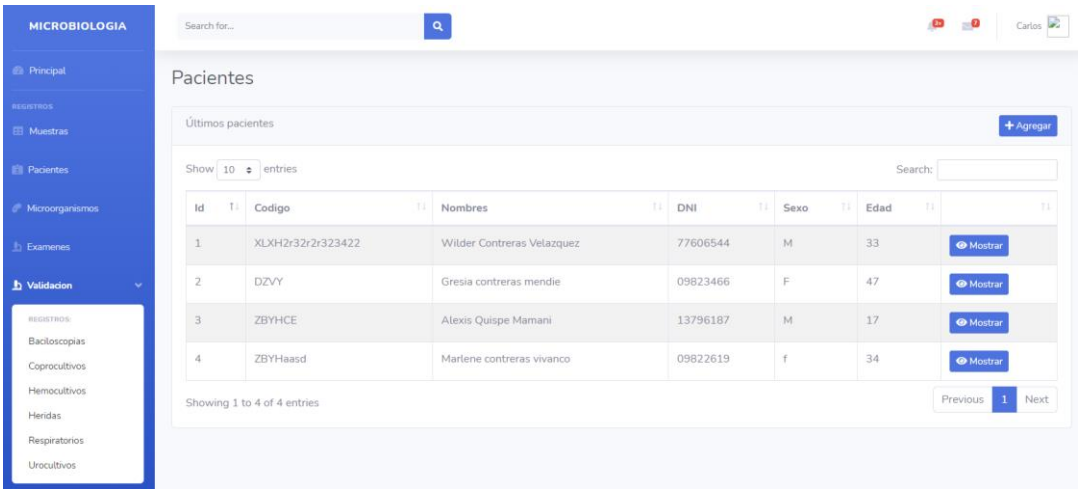 MICROBIOLOGIA
Principal
REGISTROS
Muestras
Pacientes
Microorganismos
Examenes
Validacion
REGISTROS:
Baciloscopias
Coprocultivos
Hemocultivos
Heridas
Respiratorios
Urocultivos
Search for...
3+
7
Carlos
Pacientes
Últimos pacientes
+ Agregar
Show 10 entries
Search:
Id Codigo Nombres DNI Sexo Edad
1 XLXH2r32r2r323422 Wilder Contreras Velazquez 77606544 M 33 Mostrar
2 DZVY Gresia contreras mendie 09823466 F 47 Mostrar
3 ZBYHCE Alexis Quispe Mamani 13796187 M 17 Mostrar
4 ZBYHaasd Marlene contreras vivanco 09822619 f 34 Mostrar
Showing 1 to 4 of 4 entries
Previous 1 Next